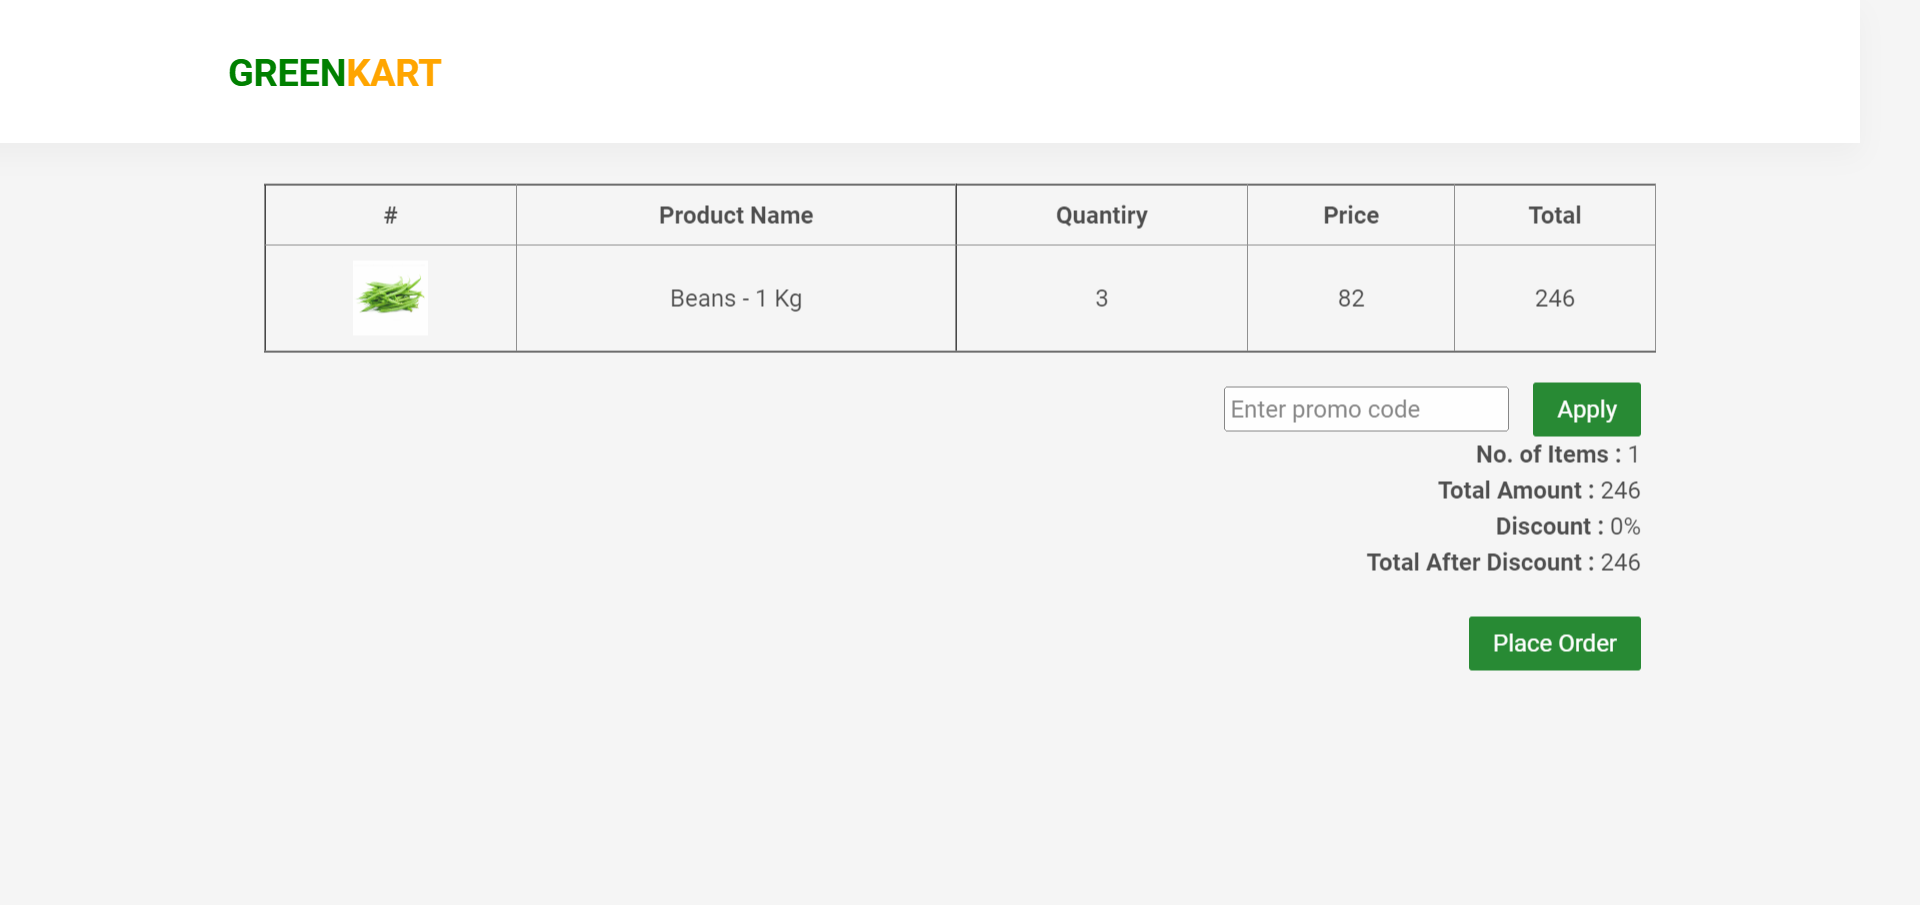 GREENKART
# Product Name Quantiry Price Total
Beans - 1 Kg 3 82 246
Enter promo code Apply
No. of Items : 1
Total Amount : 246
Discount : 0%
Total After Discount : 246
Place Order